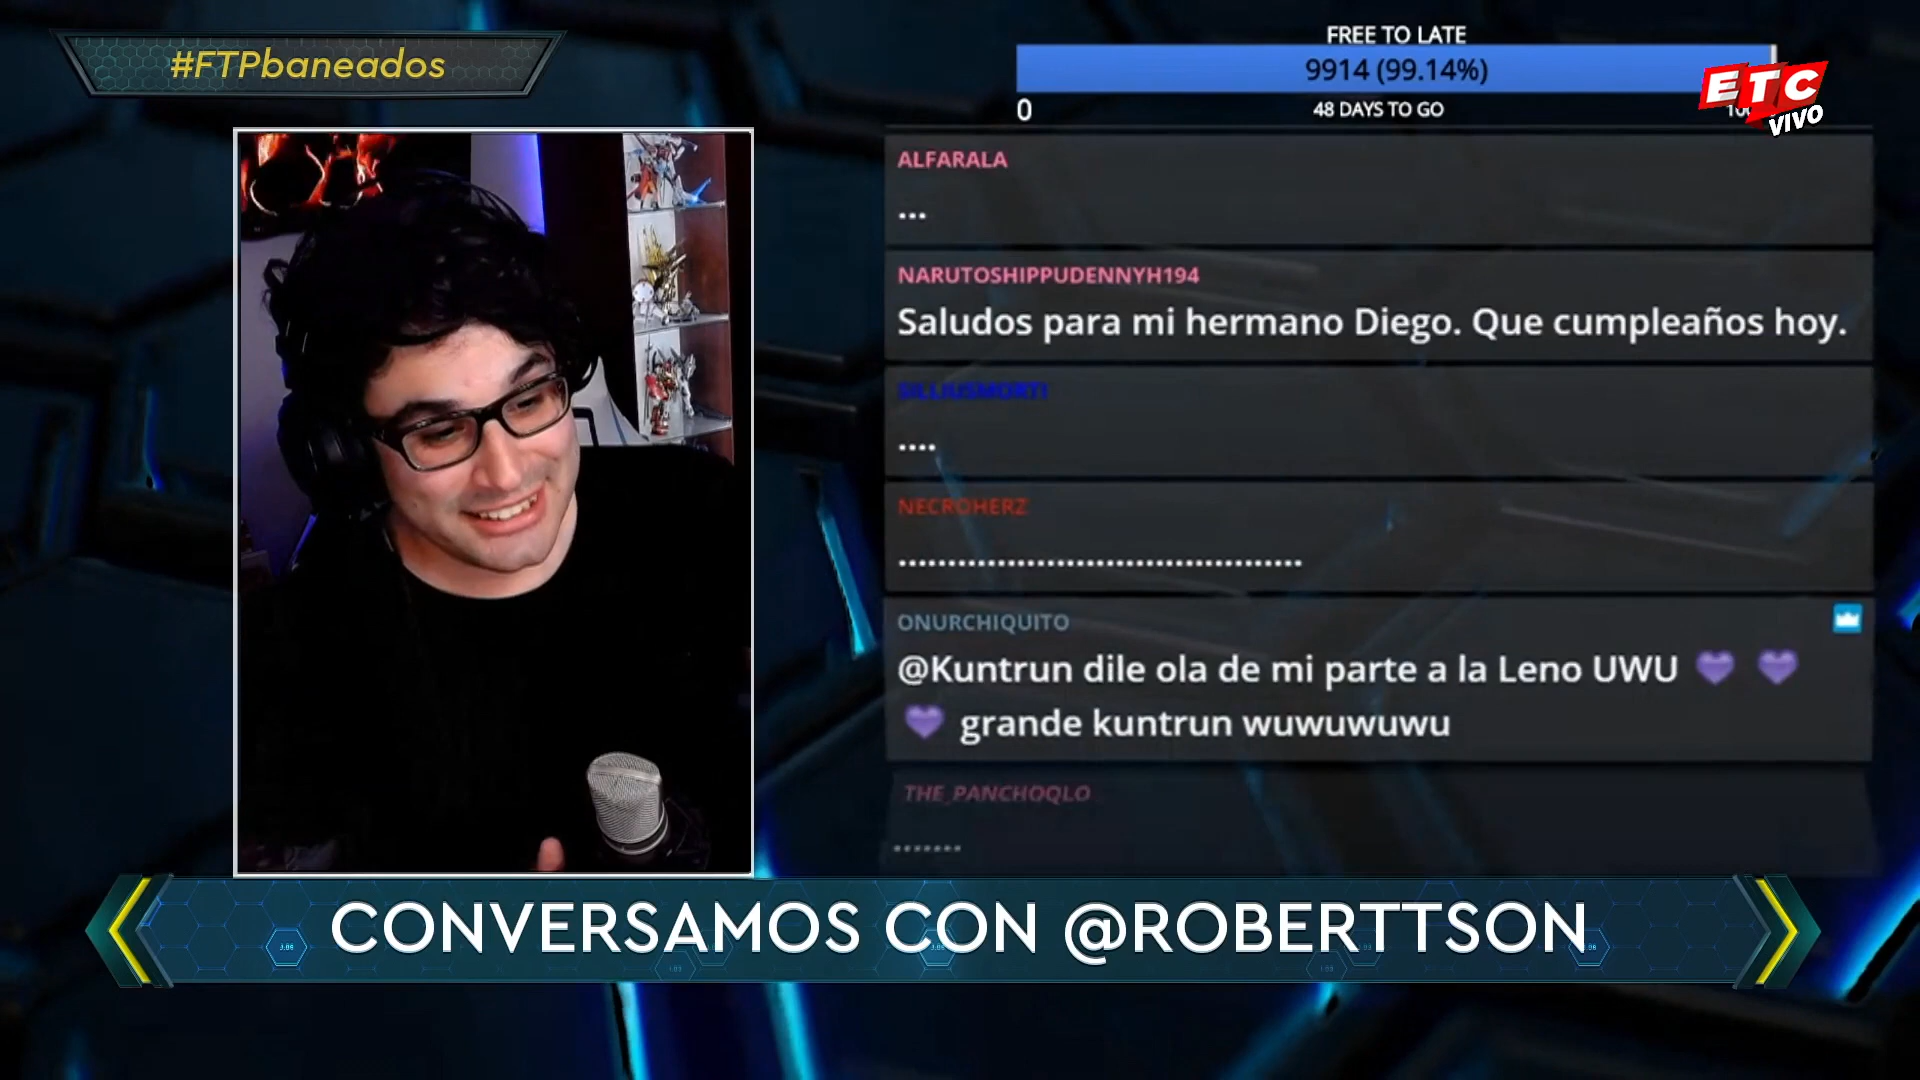 #FTPbaneados
FREE TO LATE
9914 (99.14%)
0
48 DAYS TO GO
ETC
VIVO
ALFARALA
...
NARUTOSHIPPUDENNYH194
Saludos para mi hermano Diego. Que cumpleaños hoy.
SILLIUSMORTI
....
NECROHERZ
..........................................
ONURCHIQUITO
@Kuntrun dile ola de mi parte a la Leno UWU 💜 💜
💜 grande kuntrun wuwuwuwu
THE_PANCHOQLO
.......
CONVERSAMOS CON @ROBERTTSON